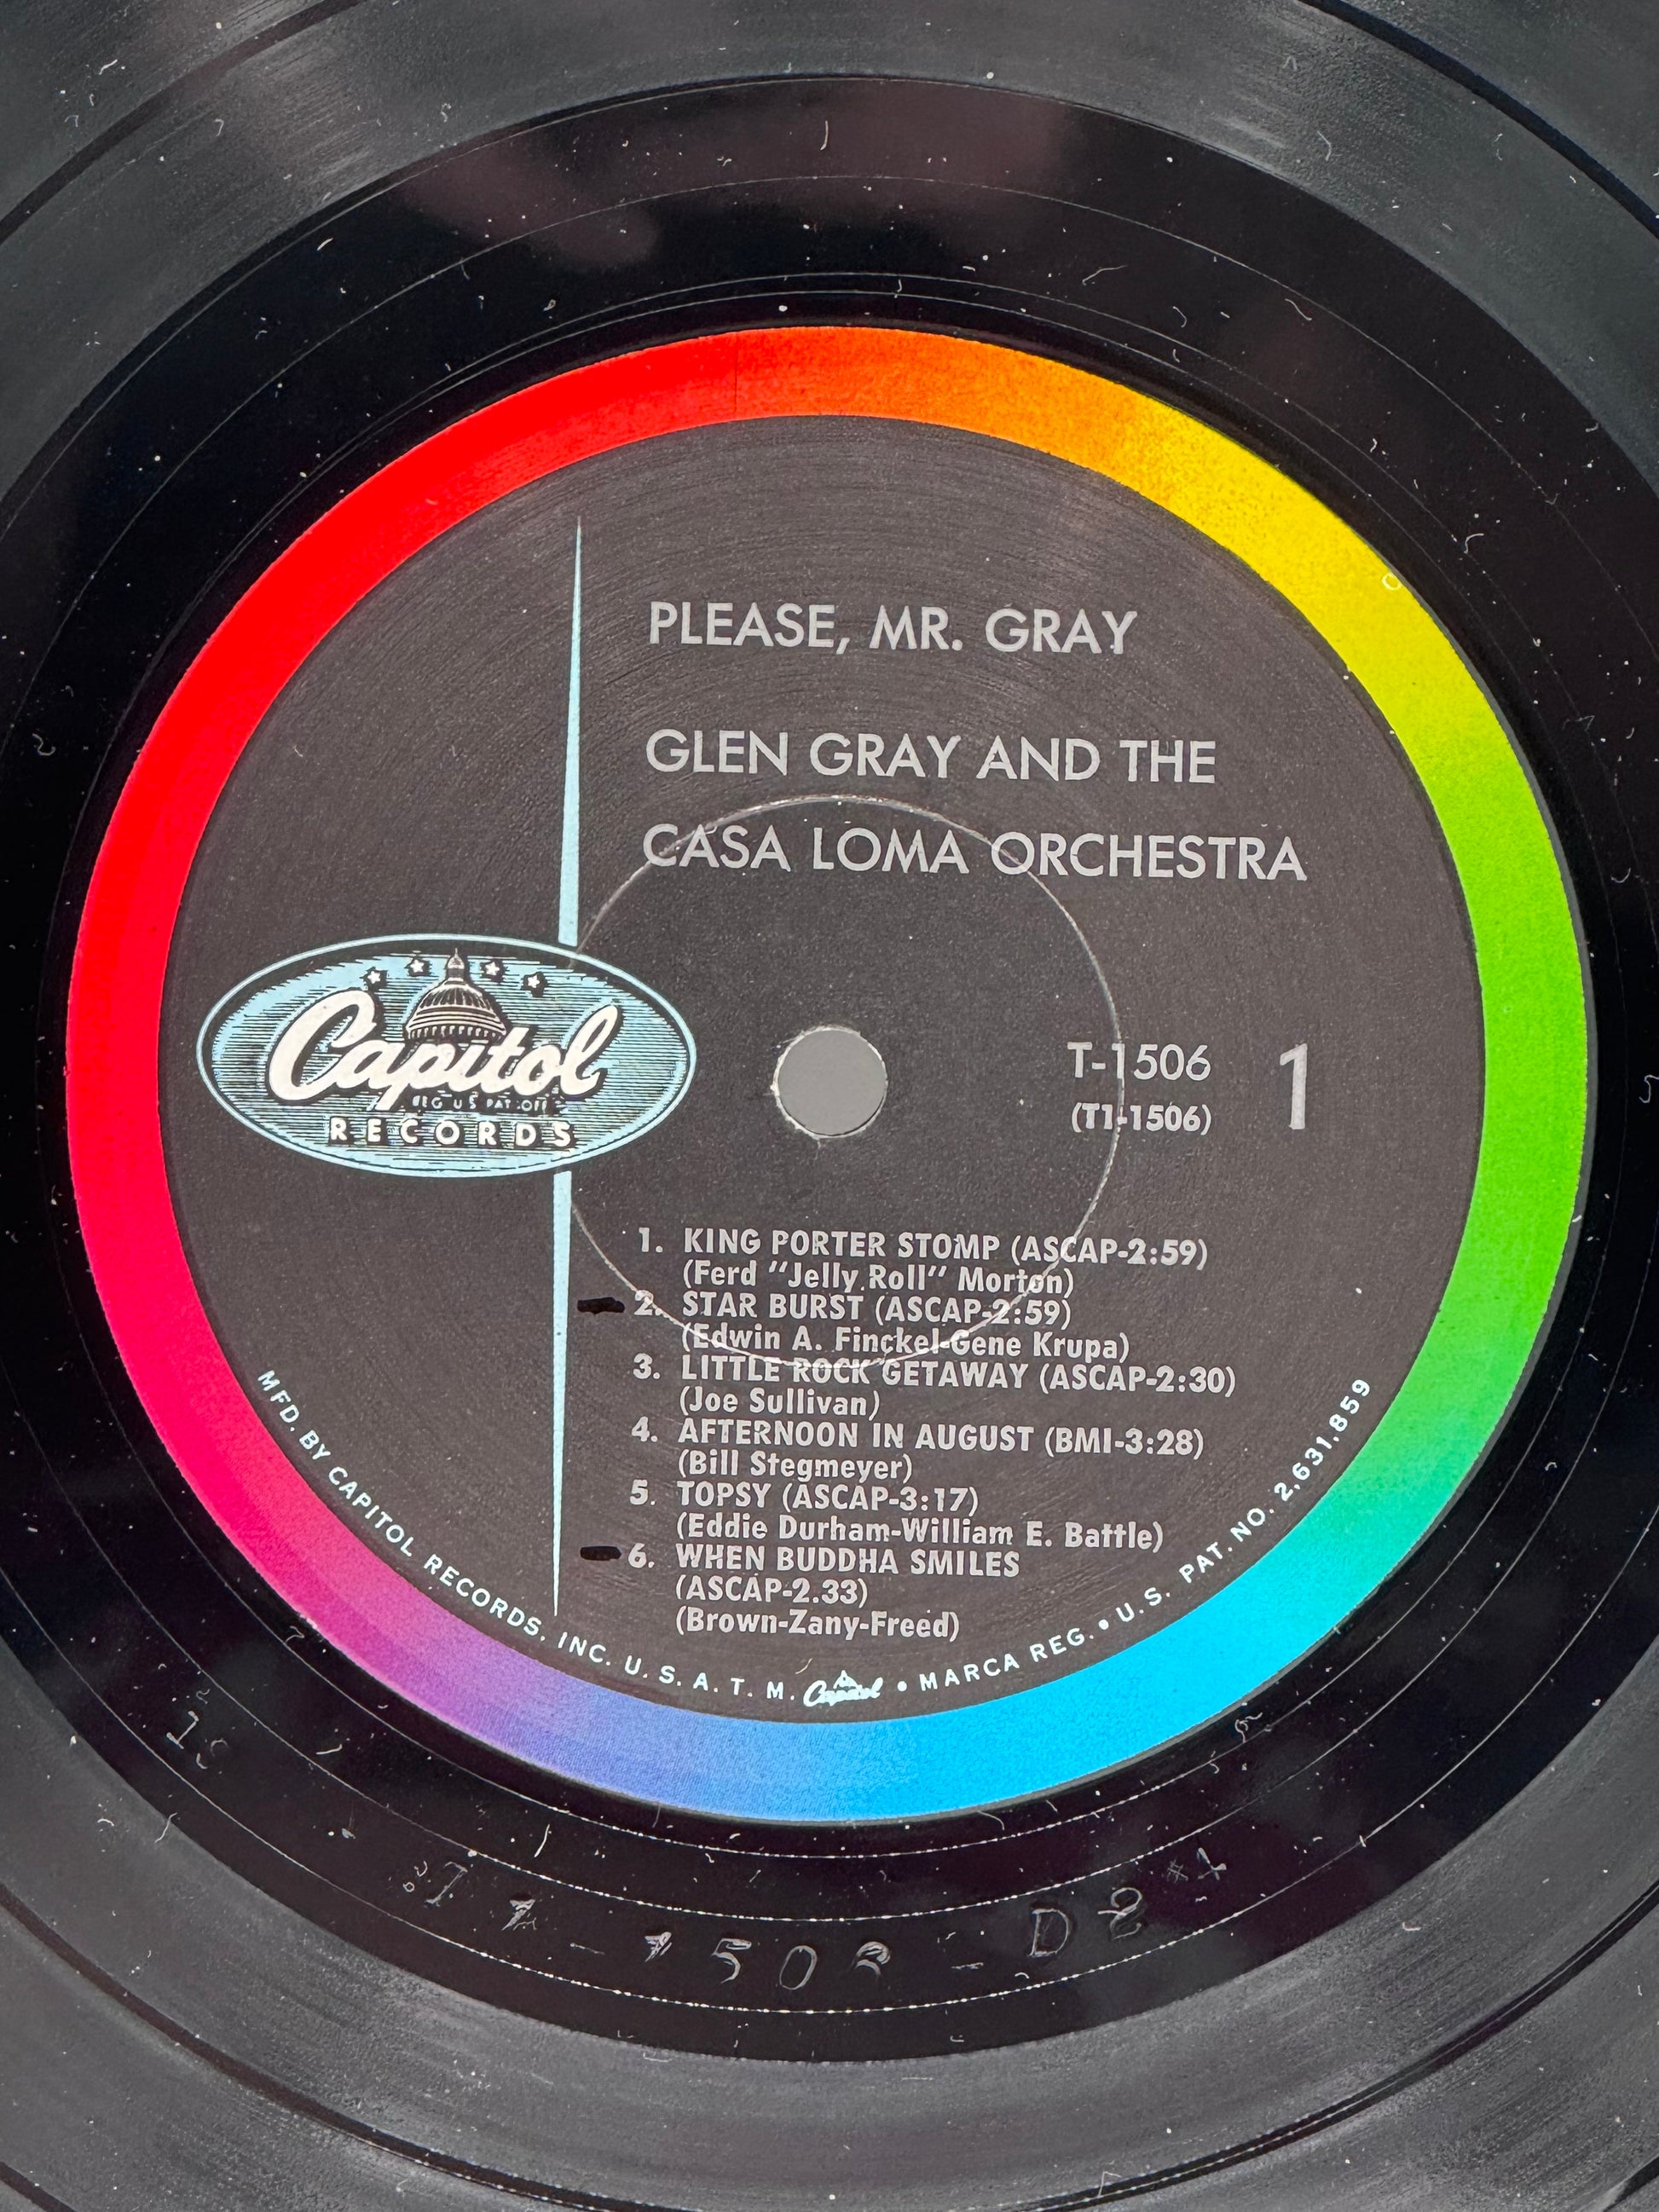 PLEASE, MR. GRAY
GLEN GRAY AND THE
CASA LOMA ORCHESTRA
Capitol
REG U S PAT OFF
RECORDS
T-1506
(T1-1506)
1
1. KING PORTER STOMP (ASCAP-2:59)
(Ferd "Jelly Roll" Morton)
2. STAR BURST (ASCAP-2:59)
(Edwin A. Finckel-Gene Krupa)
3. LITTLE ROCK GETAWAY (ASCAP-2:30)
(Joe Sullivan)
4. AFTERNOON IN AUGUST (BMI-3:28)
(Bill Stegmeyer)
5. TOPSY (ASCAP-3:17)
(Eddie Durham-William E. Battle)
6. WHEN BUDDHA SMILES
(ASCAP-2.33)
(Brown-Zany-Freed)
MFD. BY CAPITOL RECORDS, INC. U. S. A. T. M. Capitol • MARCA REG. • U.S. PAT. NO. 2,631,859